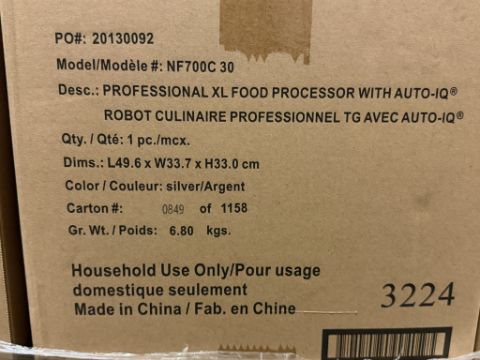 PO#: 20130092
Model/Modèle #: NF700C 30
Desc.: PROFESSIONAL XL FOOD PROCESSOR WITH AUTO-IQ®
ROBOT CULINAIRE PROFESSIONNEL TG AVEC AUTO-IQ®
Qty. / Qté: 1 pc./mcx.
Dims.: L49.6 x W33.7 x H33.0 cm
Color / Couleur: silver/Argent
Carton #: 0849 of 1158
Gr. Wt. / Poids: 6.80 kgs.
Household Use Only/Pour usage
domestique seulement
Made in China / Fab. en Chine
3224